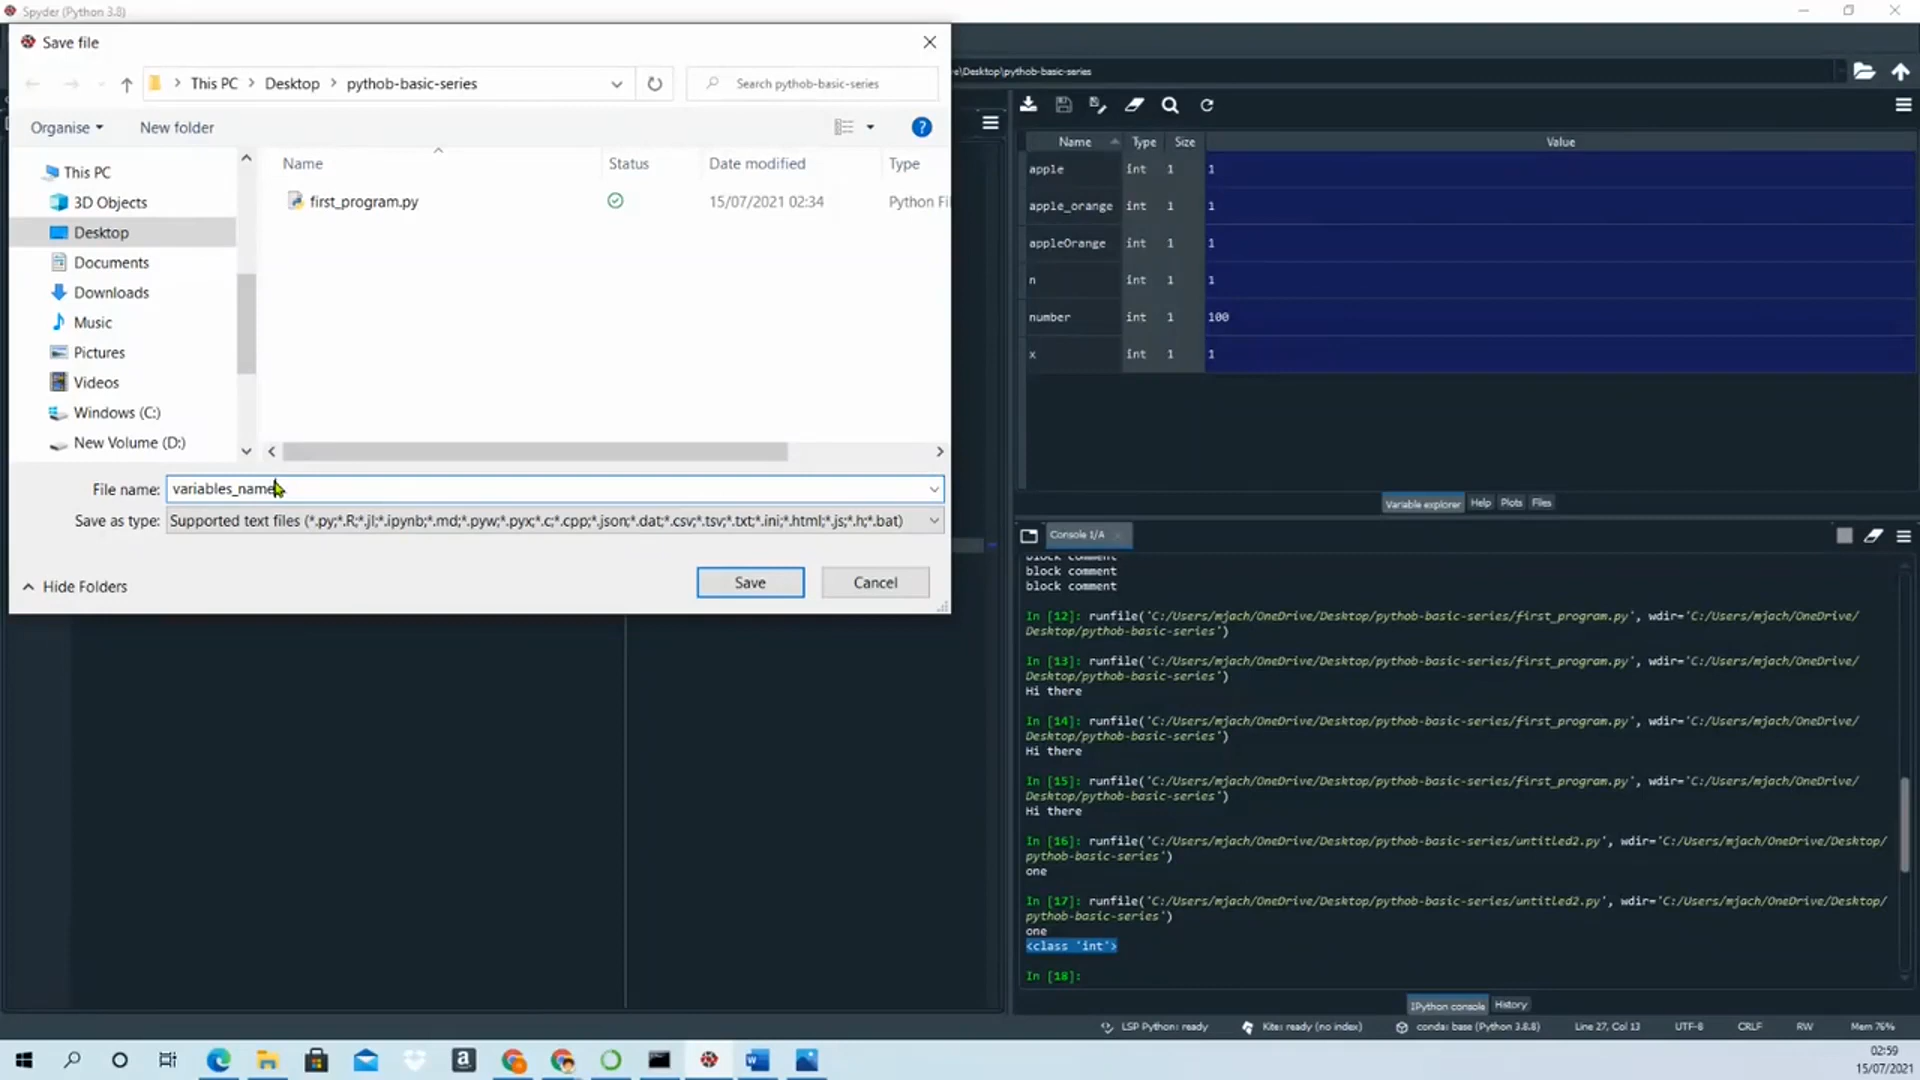 Spyder (Python 3.8)
Save file
This PC
Desktop
pythob-basic-series
Search pythob-basic-series
Organise
New folder
Name
Status
Date modified
Type
This PC
3D Objects
Desktop
Documents
Downloads
Music
Pictures
Videos
Windows (C:)
New Volume (D:)
first_program.py
15/07/2021 02:34
Python Fi
File name:
variables_name
Save as type:
Supported text files (*.py;*.R;*.jl;*.ipynb;*.md;*.pyw;*.pyx;*.c;*.cpp;*.json;*.dat;*.csv;*.tsv;*.txt;*.ini;*.html;*.js;*.h;*.bat)
Hide Folders
Save
Cancel
e\Desktop\pythob-basic-series
Name Type Size Value
apple int 1 1
apple_orange int 1 1
appleOrange int 1 1
n int 1 1
number int 1 100
x int 1 1
Variable explorer Help Plots Files
Console 1/A
block comment
block comment
block comment
In [12]: runfile('C:/Users/mjach/OneDrive/Desktop/pythob-basic-series/first_program.py', wdir='C:/Users/mjach/OneDrive/
Desktop/pythob-basic-series')
In [13]: runfile('C:/Users/mjach/OneDrive/Desktop/pythob-basic-series/first_program.py', wdir='C:/Users/mjach/OneDrive/
Desktop/pythob-basic-series')
Hi there
In [14]: runfile('C:/Users/mjach/OneDrive/Desktop/pythob-basic-series/first_program.py', wdir='C:/Users/mjach/OneDrive/
Desktop/pythob-basic-series')
Hi there
In [15]: runfile('C:/Users/mjach/OneDrive/Desktop/pythob-basic-series/first_program.py', wdir='C:/Users/mjach/OneDrive/
Desktop/pythob-basic-series')
Hi there
In [16]: runfile('C:/Users/mjach/OneDrive/Desktop/pythob-basic-series/untitled2.py', wdir='C:/Users/mjach/OneDrive/Desktop/
pythob-basic-series')
one
In [17]: runfile('C:/Users/mjach/OneDrive/Desktop/pythob-basic-series/untitled2.py', wdir='C:/Users/mjach/OneDrive/Desktop/
pythob-basic-series')
one
<class 'int'>
In [18]:
IPython console History
LSP Python: ready Kite: ready (no index) conda: base (Python 3.8.8) Line 27, Col 13 UTF-8 CRLF RW Mem 76%
02:59
15/07/2021